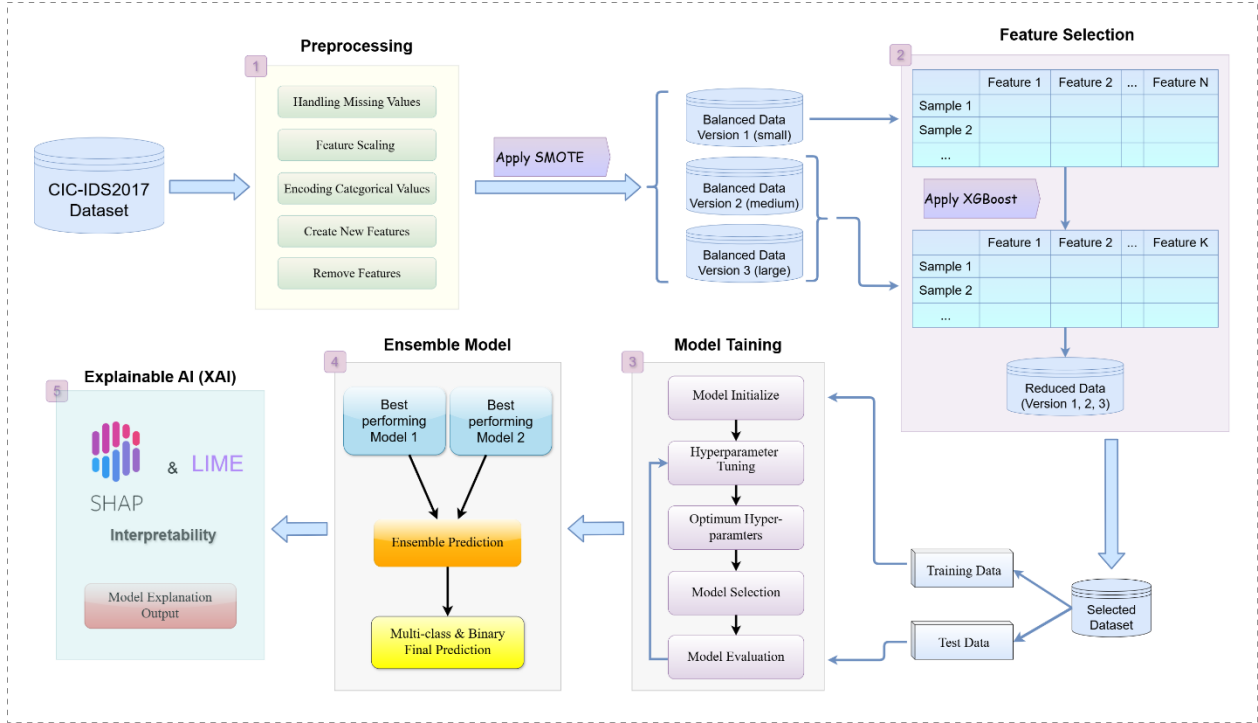 Preprocessing
1
Handling Missing Values
Feature Scaling
Encoding Categorical Values
Create New Features
Remove Features
CIC-IDS2017
Dataset
Apply SMOTE
Balanced Data
Version 1 (small)
Balanced Data
Version 2 (medium)
Balanced Data
Version 3 (large)
Feature Selection
2
Feature 1 Feature 2 ... Feature N
Sample 1
Sample 2
...
Apply XGBoost
Feature 1 Feature 2 ... Feature K
Sample 1
Sample 2
...
Reduced Data
(Version 1, 2, 3)
Selected
Dataset
Training Data
Test Data
Model Taining
3
Model Initialize
Hyperparameter
Tuning
Optimum Hyper-
paramters
Model Selection
Model Evaluation
Ensemble Model
4
Best
performing
Model 1
Best
performing
Model 2
Ensemble Prediction
Multi-class & Binary
Final Prediction
Explainable AI (XAI)
5
SHAP
& LIME
Interpretability
Model Explanation
Output